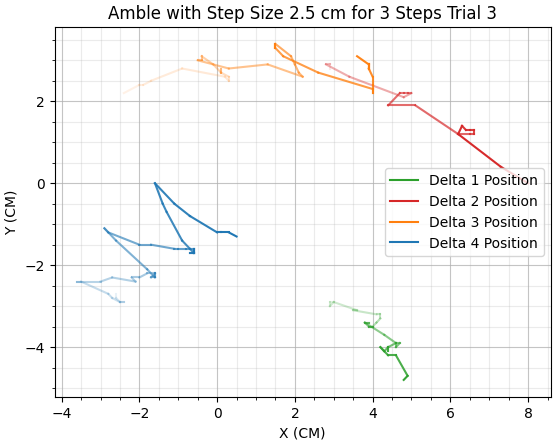 Amble with Step Size 2.5 cm for 3 Steps Trial 3
Y (CM)
2
0
−2
−4
Delta 1 Position
Delta 2 Position
Delta 3 Position
Delta 4 Position
−4 −2 0 2 4 6 8
X (CM)